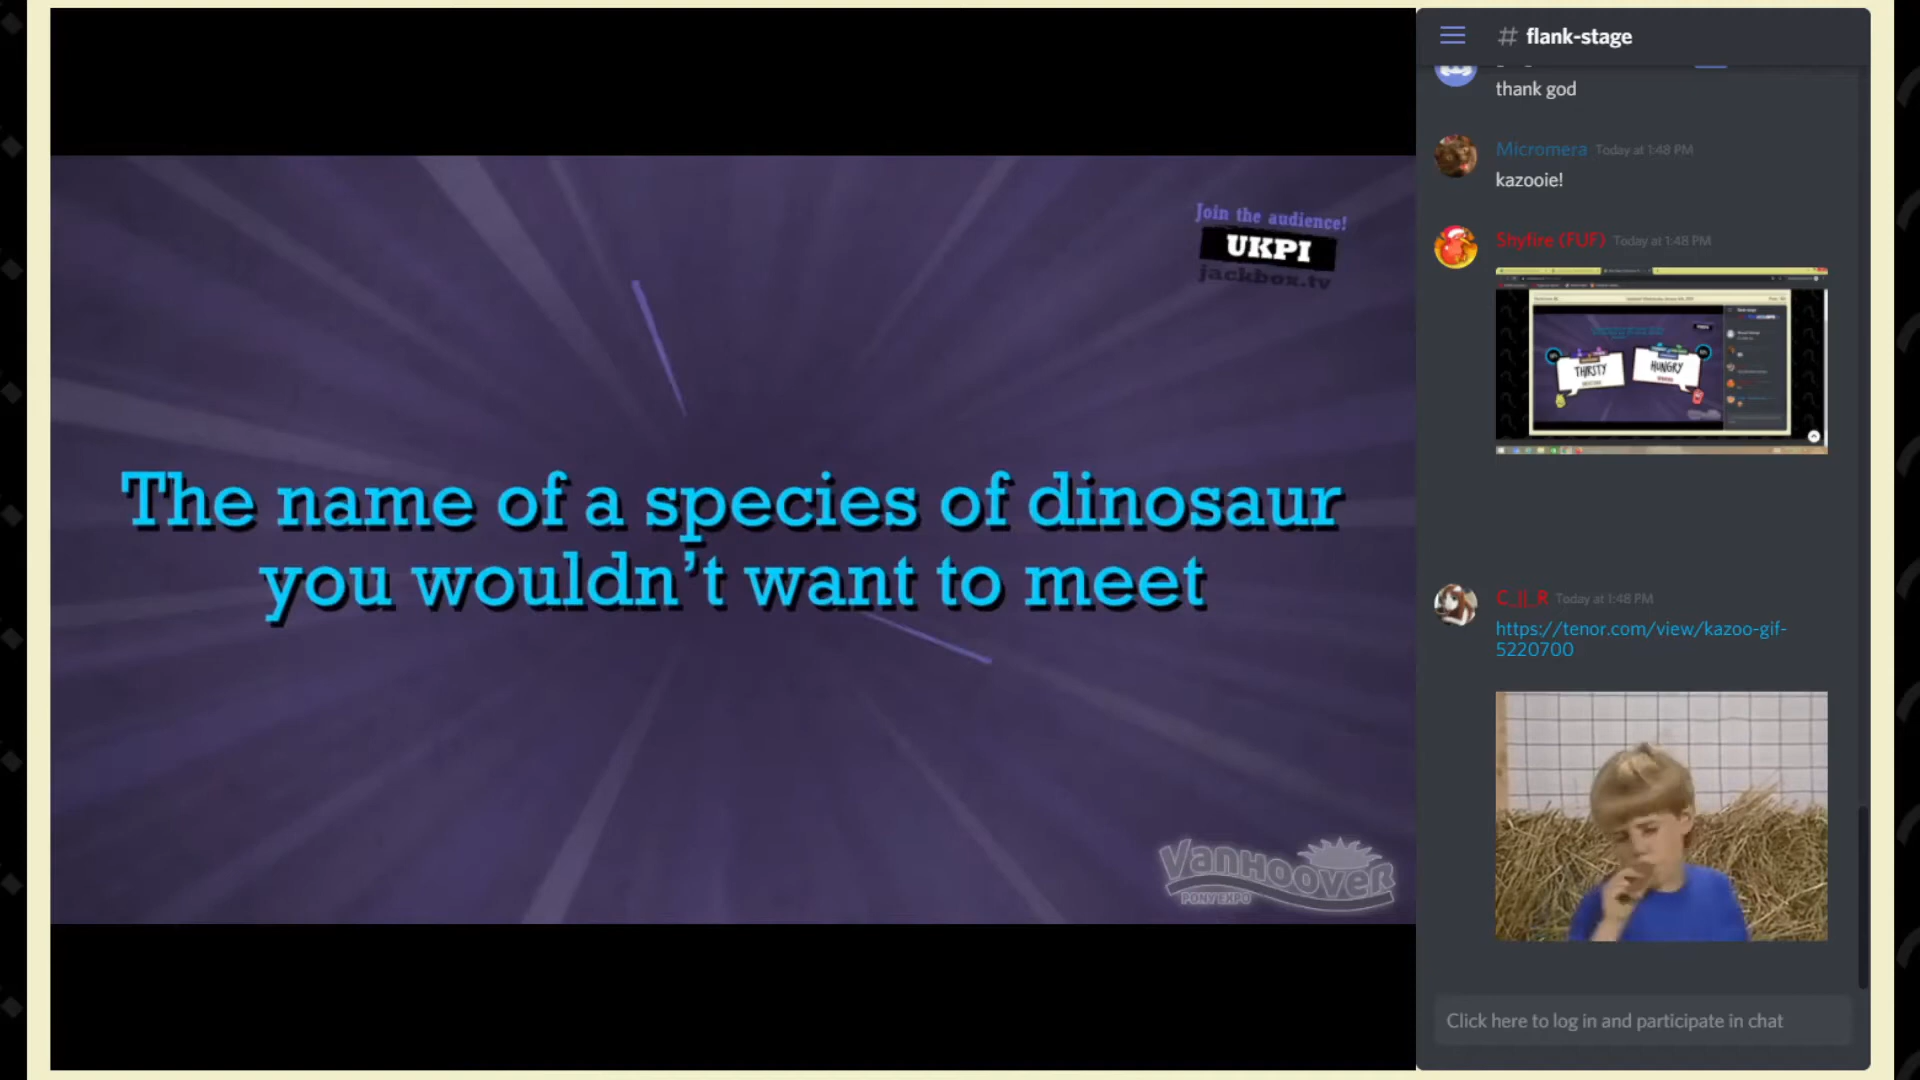 Join the audience!
UKPI
jackbox.tv
The name of a species of dinosaur
you wouldn't want to meet
VANHOOVER
PONY EXPO
# flank-stage
thank god
Micromera Today at 1:48 PM
kazooie!
Shyfire (FUF) Today at 1:48 PM
THIRSTY
HUNGRY
C_||_R Today at 1:48 PM
https://tenor.com/view/kazoo-gif-
5220700
Click here to log in and participate in chat